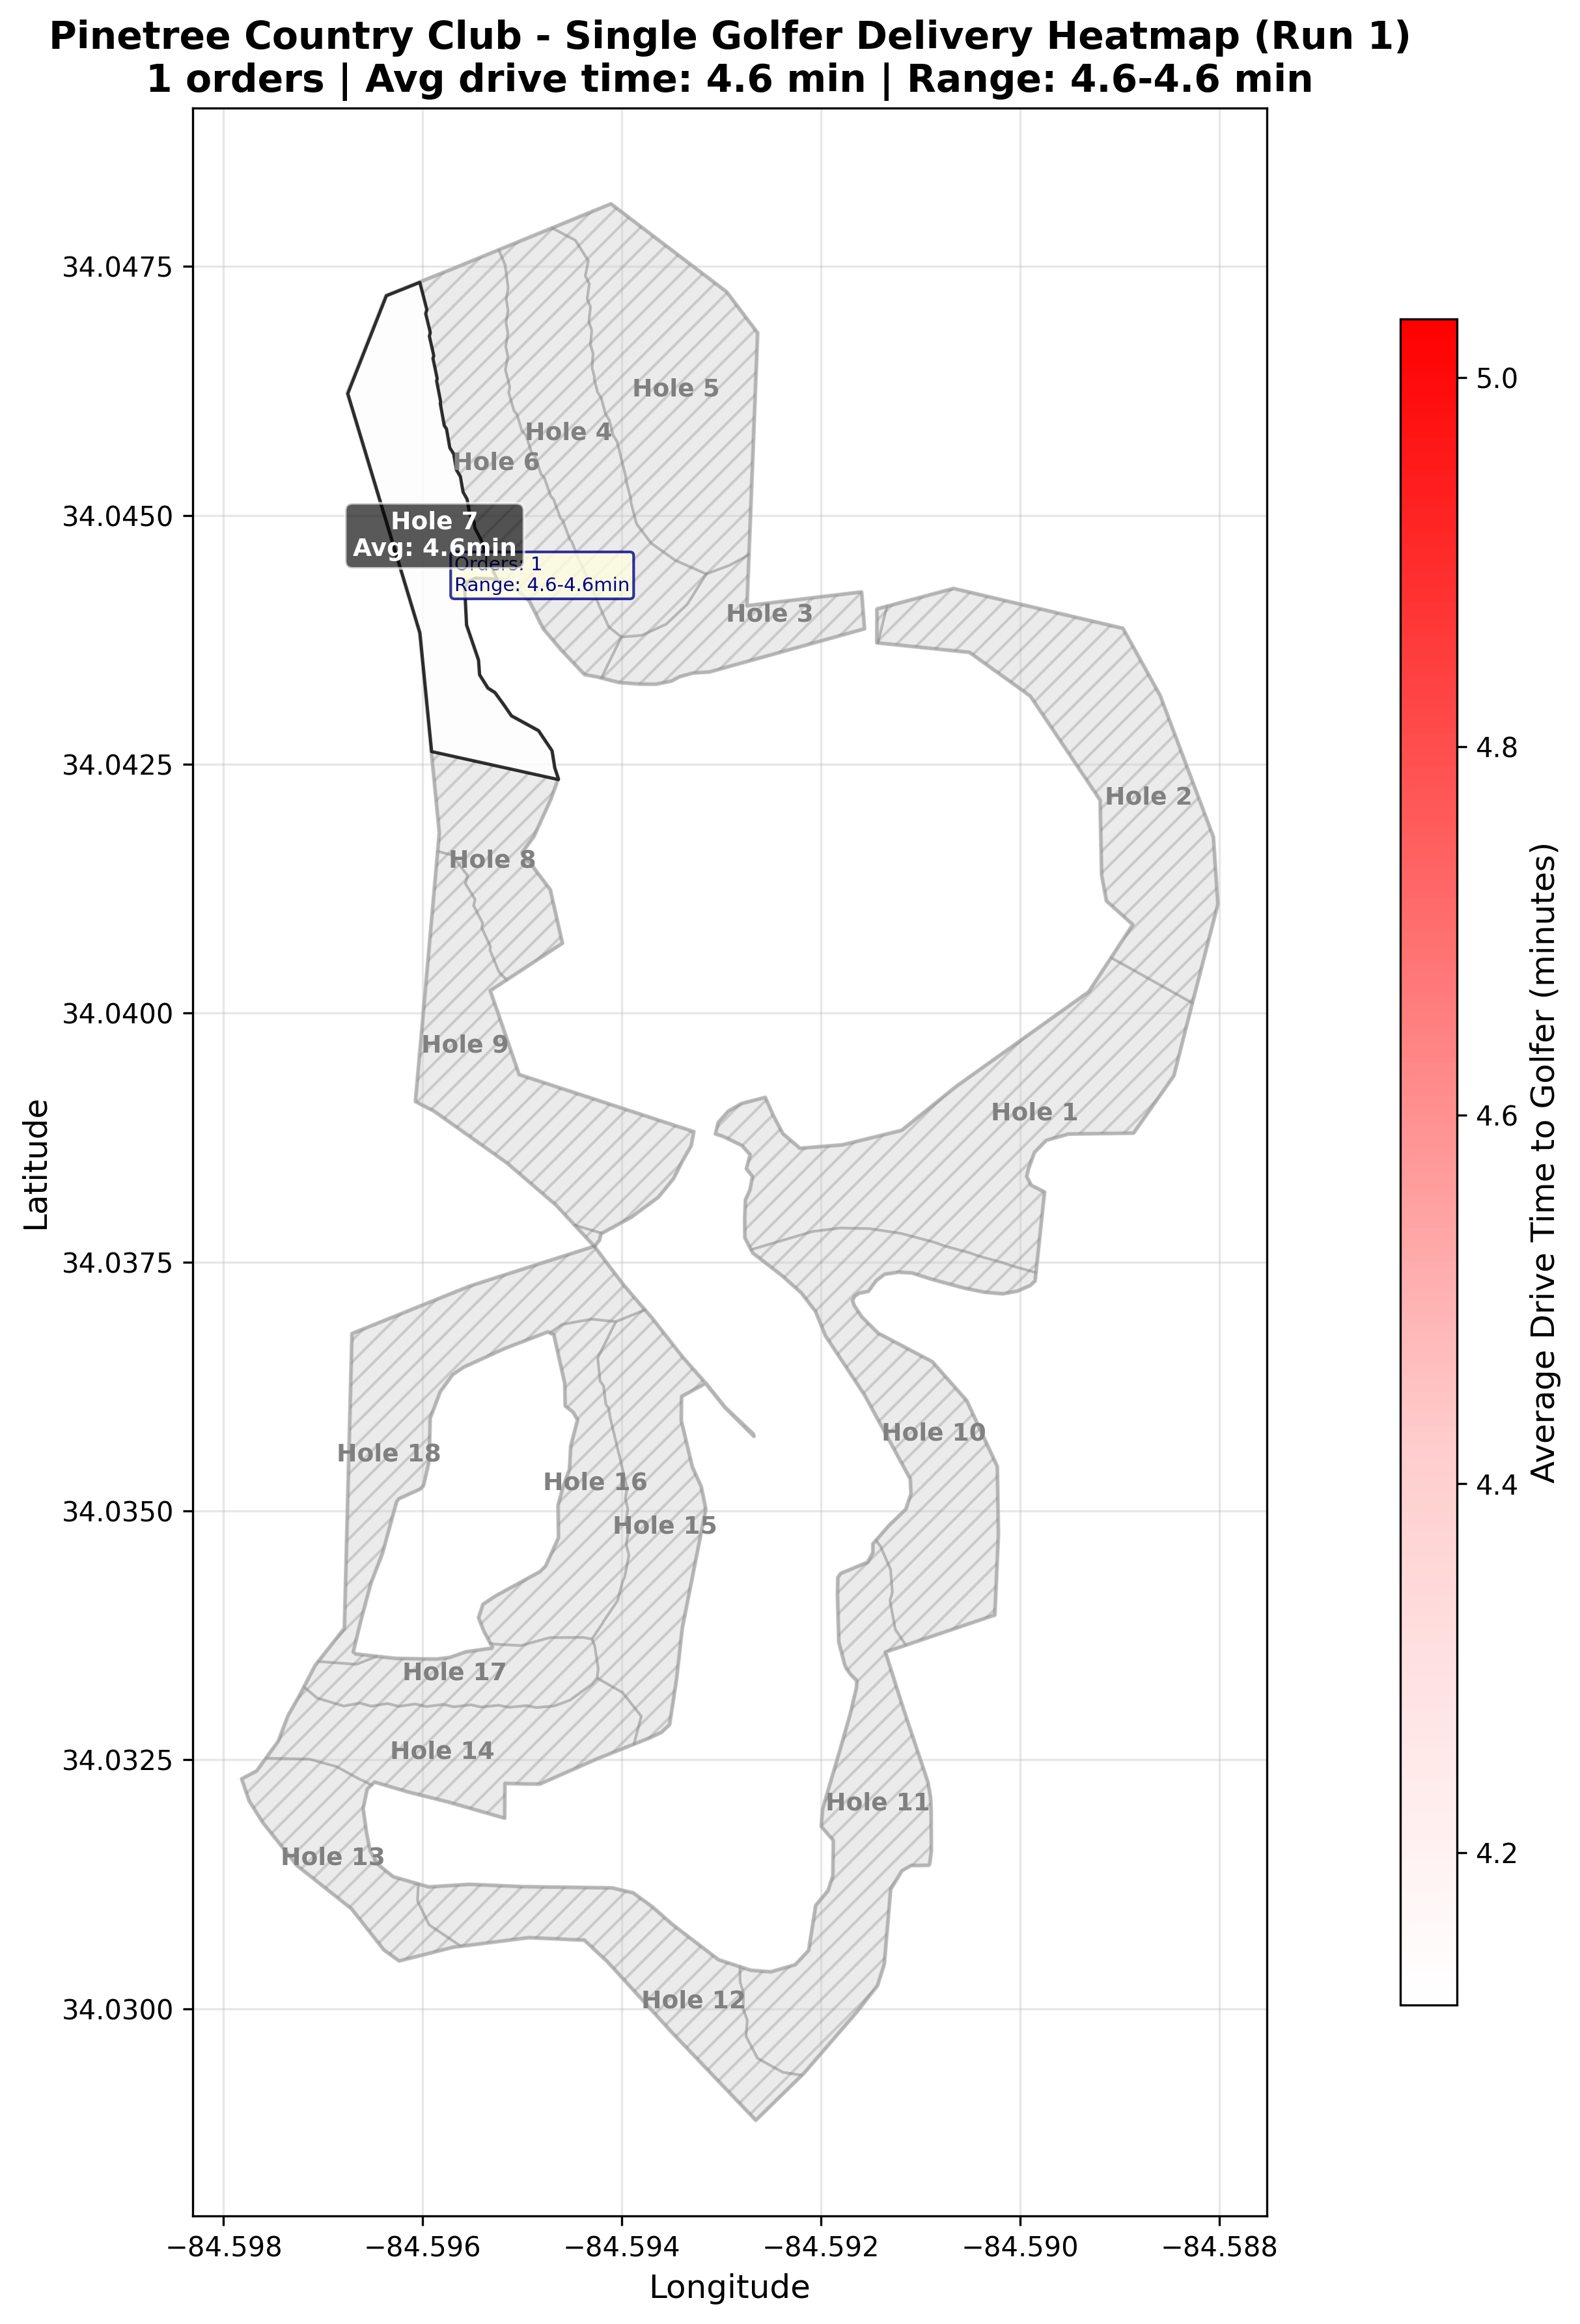 Pinetree Country Club - Single Golfer Delivery Heatmap (Run 1)
1 orders | Avg drive time: 4.6 min | Range: 4.6-4.6 min
34.0475
34.0450
34.0425
34.0400
34.0375
34.0350
34.0325
34.0300
Latitude
Hole 5
Hole 4
Hole 6
Hole 7
Avg: 4.6min
Orders: 1
Range: 4.6-4.6min
Hole 3
Hole 2
Hole 8
Hole 9
Hole 1
Hole 10
Hole 18
Hole 16
Hole 15
Hole 17
Hole 14
Hole 11
Hole 13
Hole 12
−84.598
−84.596
−84.594
−84.592
−84.590
−84.588
Longitude
5.0
4.8
4.6
4.4
4.2
Average Drive Time to Golfer (minutes)